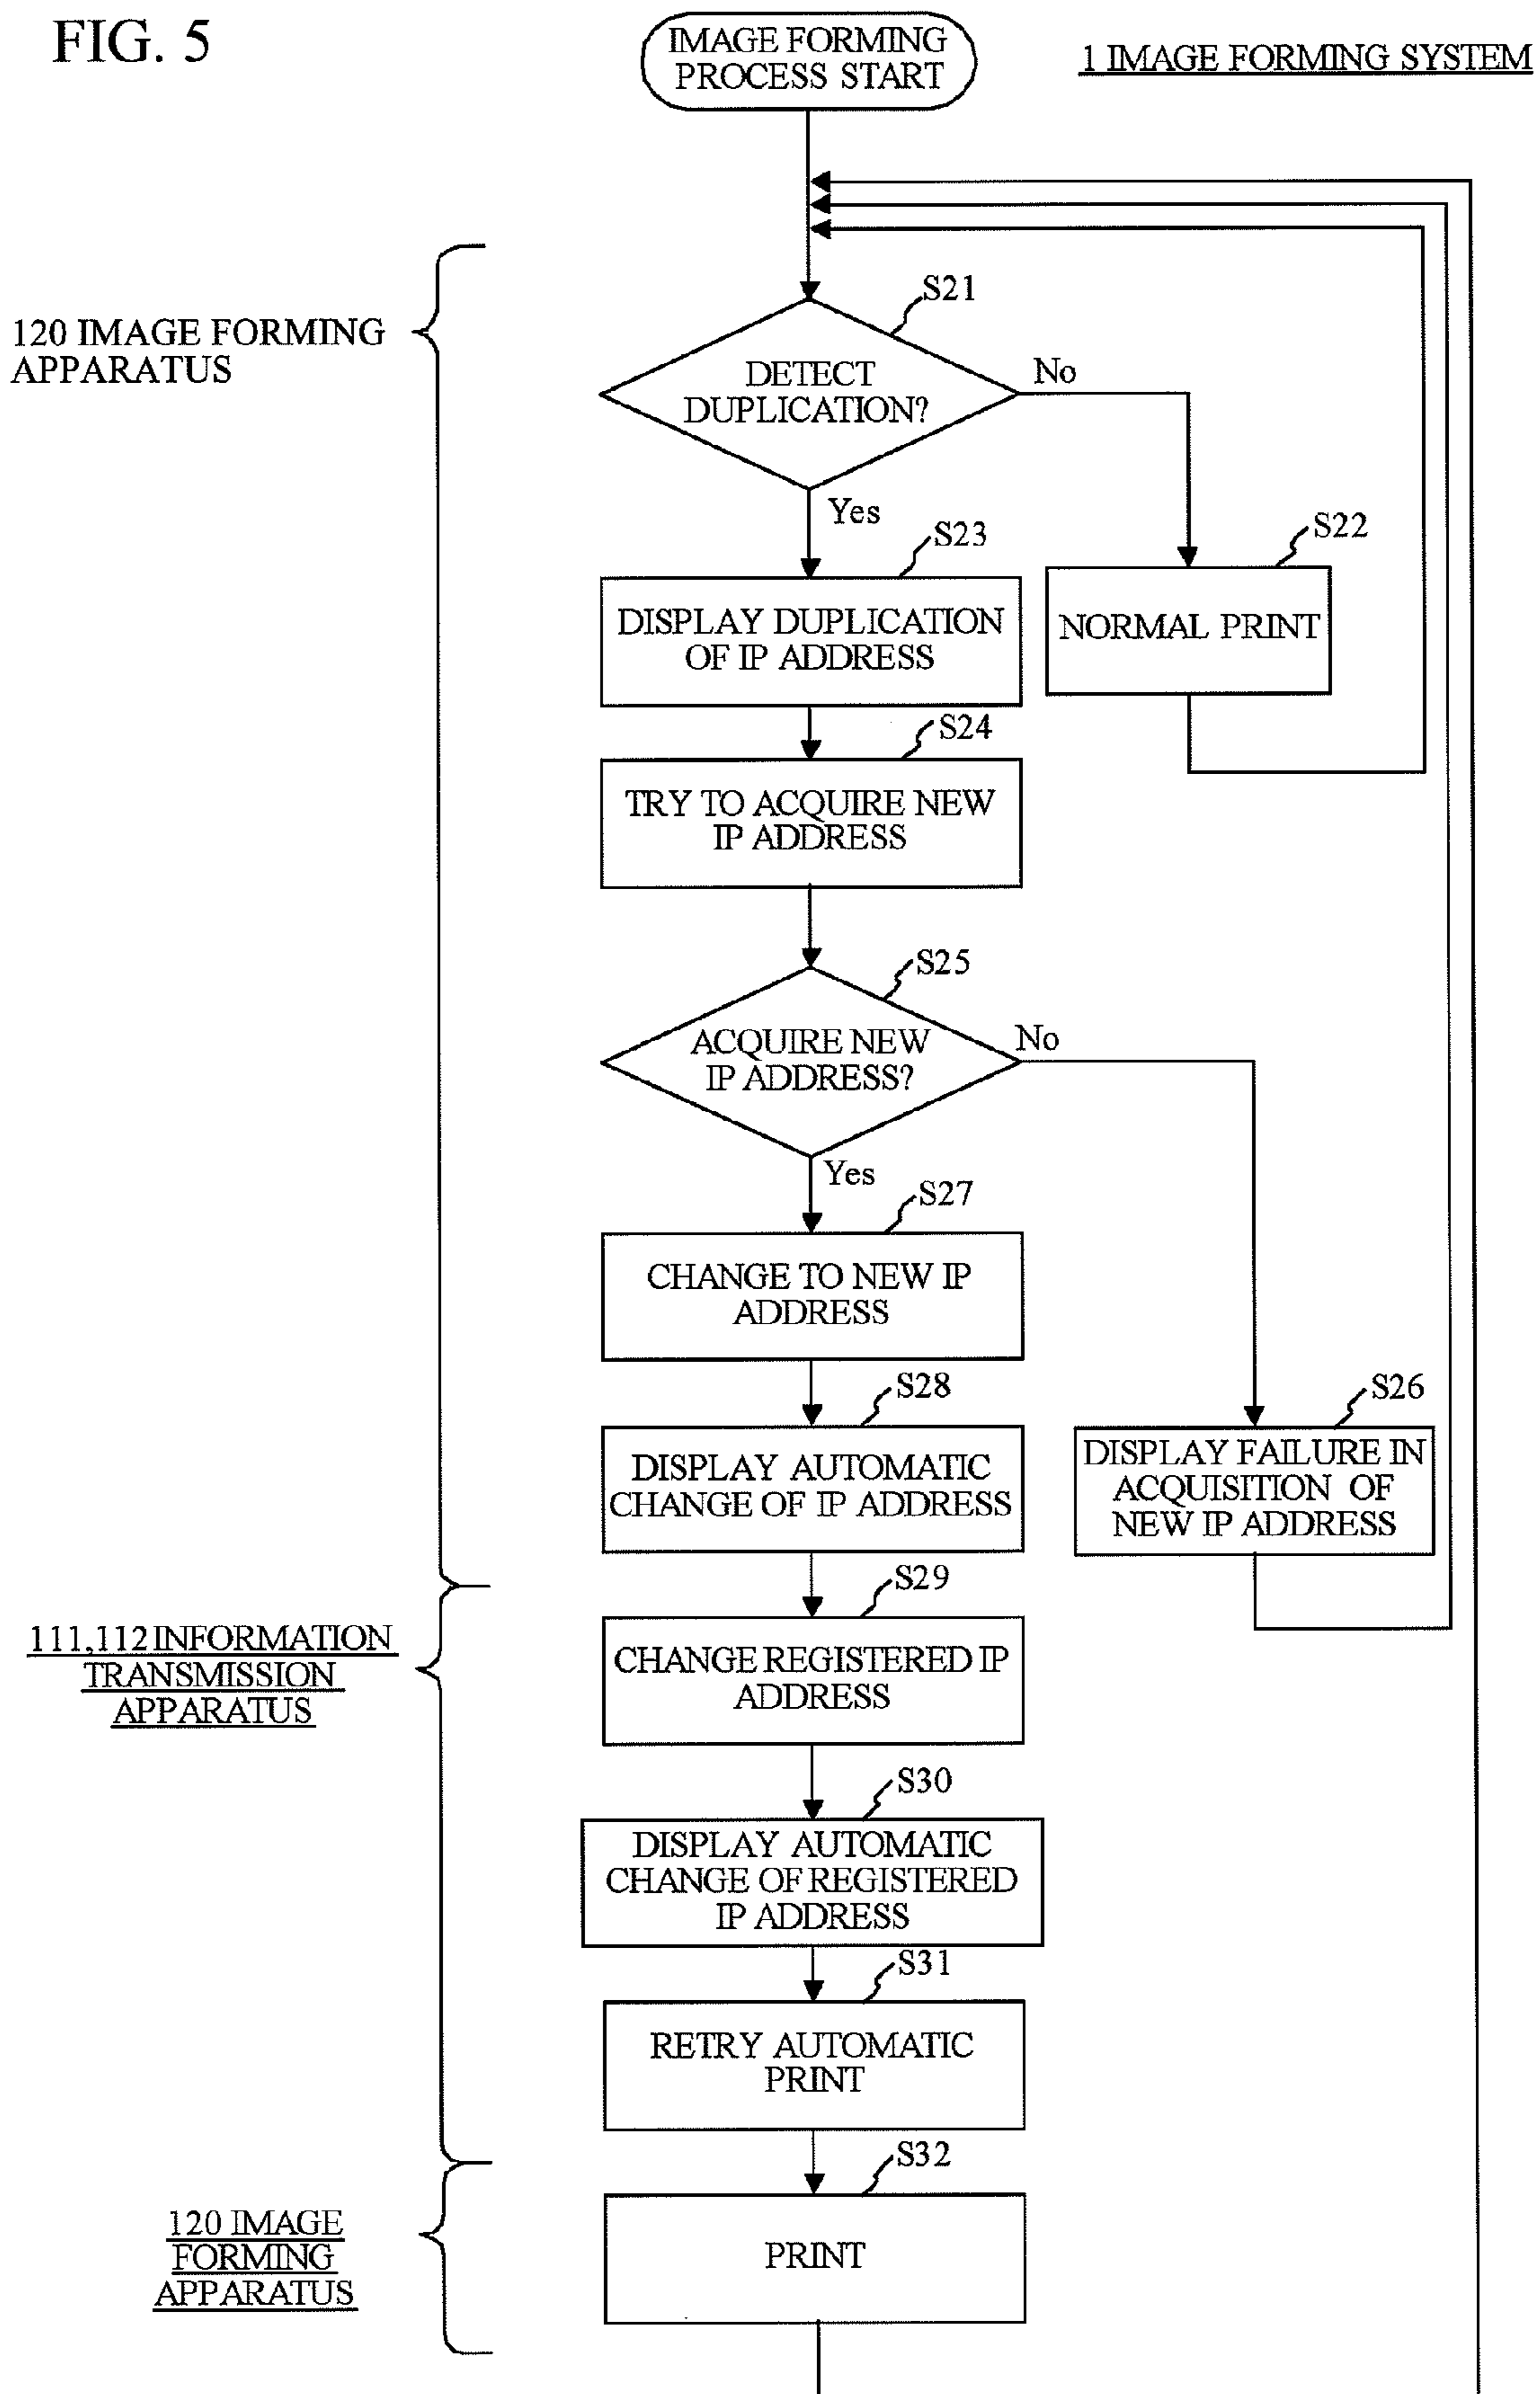 FIG. 5
IMAGE FORMING
PROCESS START
1 IMAGE FORMING SYSTEM
120 IMAGE FORMING
APPARATUS
S21
DETECT
DUPLICATION?
No
Yes
S23
S22
DISPLAY DUPLICATION
OF IP ADDRESS
NORMAL PRINT
S24
TRY TO ACQUIRE NEW
IP ADDRESS
S25
ACQUIRE NEW
IP ADDRESS?
No
Yes
S27
CHANGE TO NEW IP
ADDRESS
S28
S26
DISPLAY AUTOMATIC
CHANGE OF IP ADDRESS
DISPLAY FAILURE IN
ACQUISITION OF
NEW IP ADDRESS
S29
111,112 INFORMATION
TRANSMISSION
APPARATUS
CHANGE REGISTERED IP
ADDRESS
S30
DISPLAY AUTOMATIC
CHANGE OF REGISTERED
IP ADDRESS
S31
RETRY AUTOMATIC
PRINT
S32
120 IMAGE
FORMING
APPARATUS
PRINT